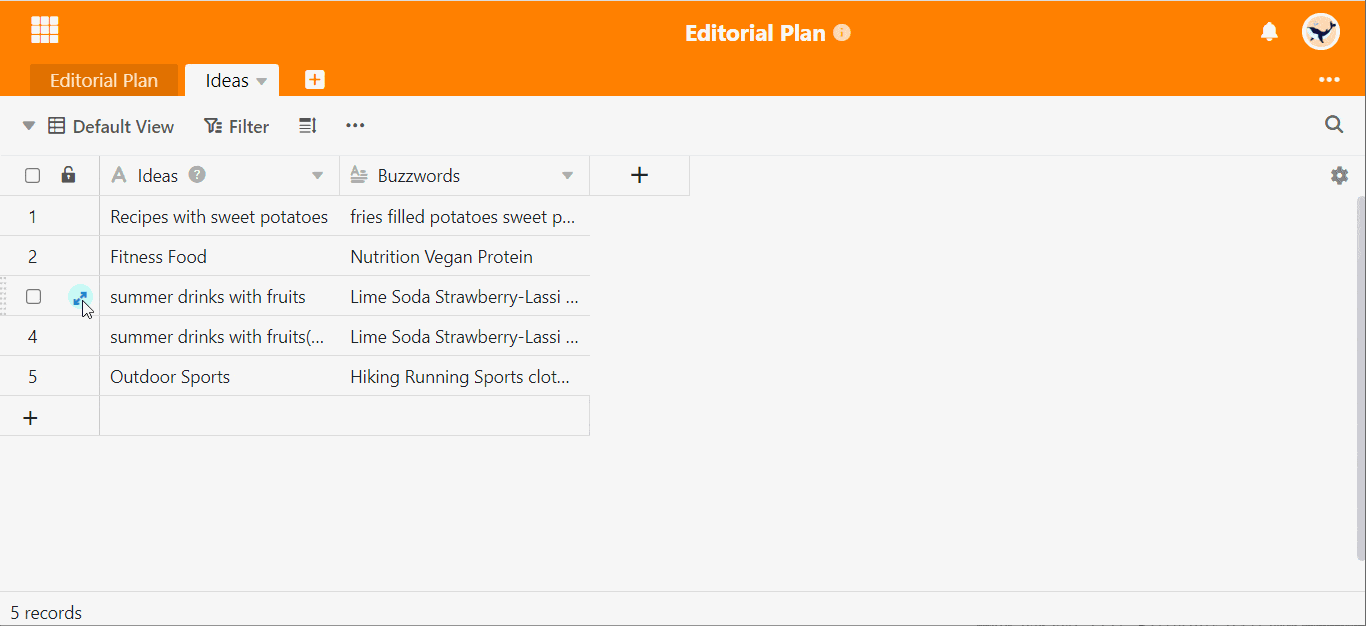 Editorial Plan
Editorial Plan Ideas
Default View Filter
Ideas Buzzwords
1 Recipes with sweet potatoes fries filled potatoes sweet p...
2 Fitness Food Nutrition Vegan Protein
summer drinks with fruits Lime Soda Strawberry-Lassi ...
4 summer drinks with fruits(... Lime Soda Strawberry-Lassi ...
5 Outdoor Sports Hiking Running Sports clot...
5 records